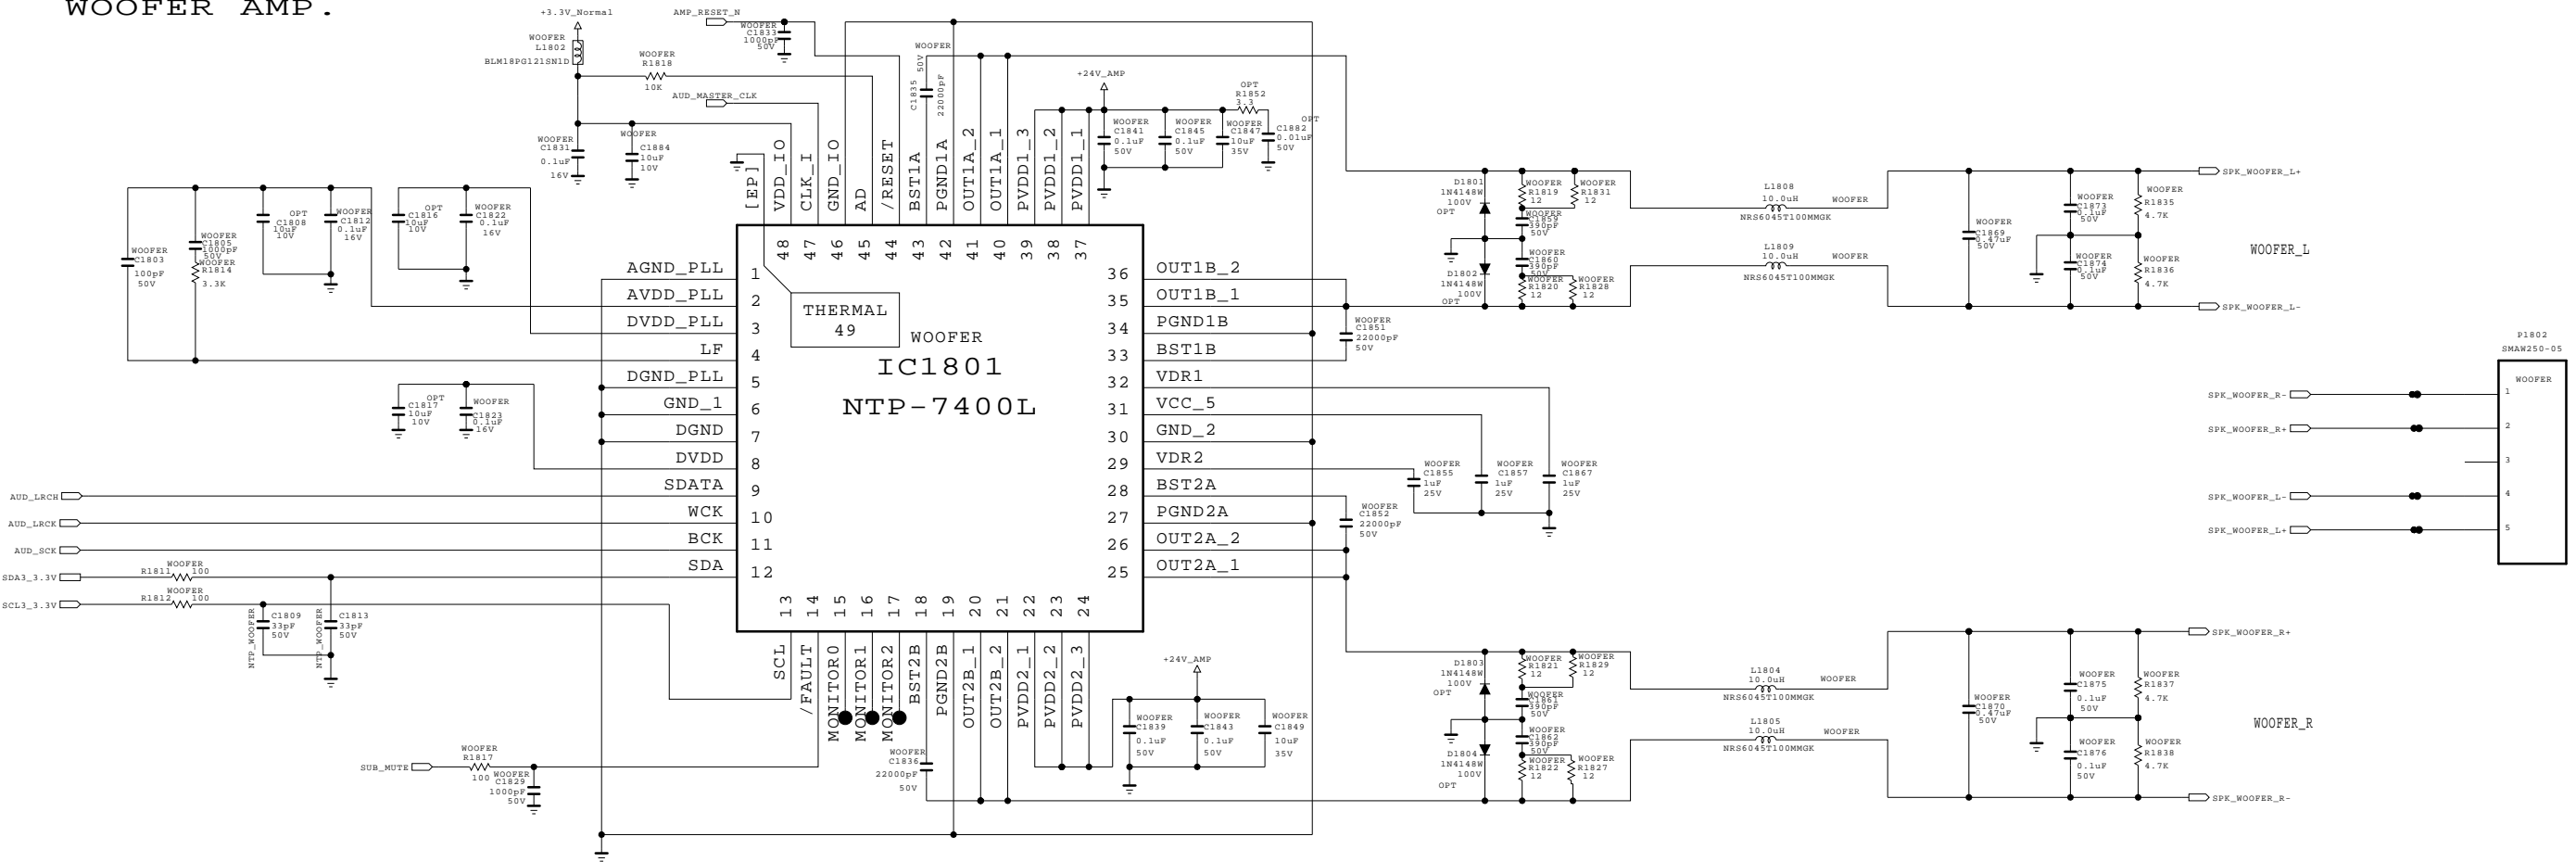 WOOFER AMP.
+3.3V_Normal
WOOFER
L1802
BLM18PG121SN1D
WOOFER
R1818
10K
AMP_RESET_N
WOOFER
C1833
1000pF
50V
AUD_MASTER_CLK
WOOFER
C1831
0.1uF
16V
WOOFER
C1884
10uF
10V
WOOFER
C1835
50V
22000pF
+24V_AMP
WOOFER
C1841
0.1uF
50V
WOOFER
C1845
0.1uF
50V
WOOFER
C1847
10uF
35V
OPT
R1852
3.3
OPT
C1882
0.01uF
50V
WOOFER
C1803
100pF
50V
WOOFER
C1805
1000pF
50V
WOOFER
R1814
3.3K
OPT
C1808
10uF
10V
WOOFER
C1812
0.1uF
16V
OPT
C1816
10uF
10V
WOOFER
C1822
0.1uF
16V
OPT
C1817
10uF
10V
WOOFER
C1823
0.1uF
16V
[EP]
VDD_IO
CLK_I
GND_IO
AD
/RESET
BST1A
PGND1A
OUT1A_2
OUT1A_1
PVDD1_3
PVDD1_2
PVDD1_1
48
47
46
45
44
43
42
41
40
39
38
37
AGND_PLL 1
AVDD_PLL 2
DVDD_PLL 3
LF 4
DGND_PLL 5
GND_1 6
DGND 7
DVDD 8
SDATA 9
WCK 10
BCK 11
SDA 12
THERMAL
49
WOOFER
IC1801
NTP-7400L
36 OUT1B_2
35 OUT1B_1
34 PGND1B
33 BST1B
32 VDR1
31 VCC_5
30 GND_2
29 VDR2
28 BST2A
27 PGND2A
26 OUT2A_2
25 OUT2A_1
13
14
15
16
17
18
19
20
21
22
23
24
SCL
/FAULT
MONITOR0
MONITOR1
MONITOR2
BST2B
PGND2B
OUT2B_1
OUT2B_2
PVDD2_1
PVDD2_2
PVDD2_3
AUD_LRCH
AUD_LRCK
AUD_SCK
SDA3_3.3V
SCL3_3.3V
WOOFER
R1811 100
WOOFER
R1812 100
NTP_WOOFER
C1809
33pF
50V
NTP_WOOFER
C1813
33pF
50V
SUB_MUTE
WOOFER
R1817
100
WOOFER
C1829
1000pF
50V
WOOFER
C1836
22000pF
50V
+24V_AMP
WOOFER
C1839
0.1uF
50V
WOOFER
C1843
0.1uF
50V
WOOFER
C1849
10uF
35V
WOOFER
C1851
22000pF
50V
WOOFER
C1852
22000pF
50V
WOOFER
C1855
1uF
25V
WOOFER
C1857
1uF
25V
WOOFER
C1867
1uF
25V
D1801
1N4148W
100V
OPT
D1802
1N4148W
100V
OPT
WOOFER
R1819
12
WOOFER
R1831
12
WOOFER
C1859
390pF
50V
WOOFER
C1860
390pF
50V
WOOFER
R1820
12
WOOFER
R1828
12
L1808
10.0uH
NRS6045T100MMGK
WOOFER
L1809
10.0uH
NRS6045T100MMGK
WOOFER
WOOFER
C1869
0.47uF
50V
WOOFER
C1873
0.1uF
50V
WOOFER
C1874
0.1uF
50V
WOOFER
R1835
4.7K
WOOFER
R1836
4.7K
SPK_WOOFER_L+
WOOFER_L
SPK_WOOFER_L-
D1803
1N4148W
100V
OPT
D1804
1N4148W
100V
OPT
WOOFER
R1821
12
WOOFER
R1829
12
WOOFER
C1861
390pF
50V
WOOFER
C1862
390pF
50V
WOOFER
R1822
12
WOOFER
R1827
12
L1804
10.0uH
NRS6045T100MMGK
WOOFER
L1805
10.0uH
NRS6045T100MMGK
WOOFER
WOOFER
C1870
0.47uF
50V
WOOFER
C1875
0.1uF
50V
WOOFER
C1876
0.1uF
50V
WOOFER
R1837
4.7K
WOOFER
R1838
4.7K
SPK_WOOFER_R+
WOOFER_R
SPK_WOOFER_R-
P1802
SMAW250-05
WOOFER
SPK_WOOFER_R- 1
SPK_WOOFER_R+ 2
3
SPK_WOOFER_L- 4
SPK_WOOFER_L+ 5